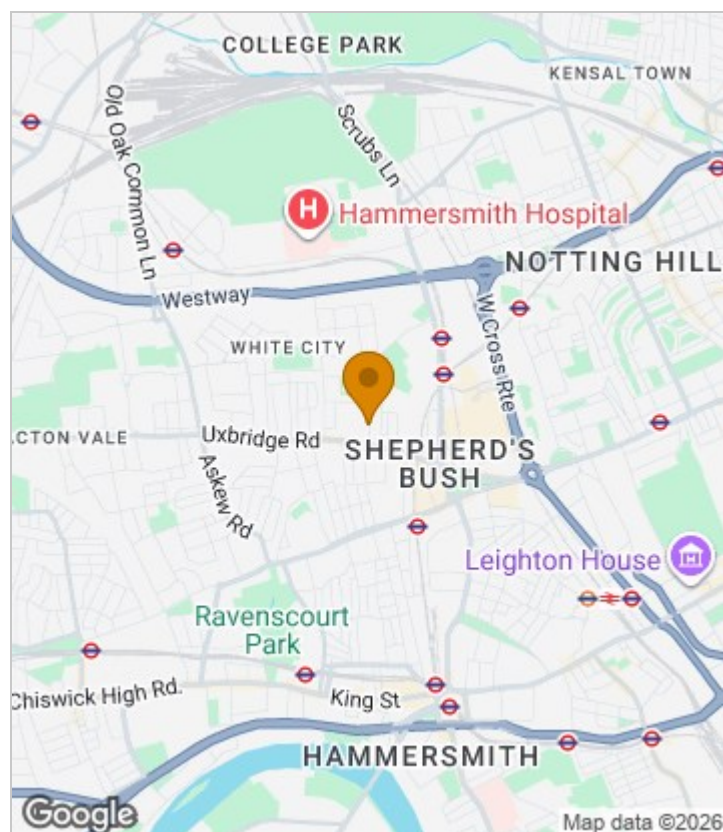 COLLEGE PARK
KENSAL TOWN
Old Oak Common Ln
Scrubs Ln
H
Hammersmith Hospital
NOTTING HILL
Westway
W Cross Rte
WHITE CITY
ACTON VALE
Uxbridge Rd
SHEPHERD'S
BUSH
Askew Rd
Leighton House
Ravenscourt
Park
Chiswick High Rd.
King St
HAMMERSMITH
Google
Map data ©2026